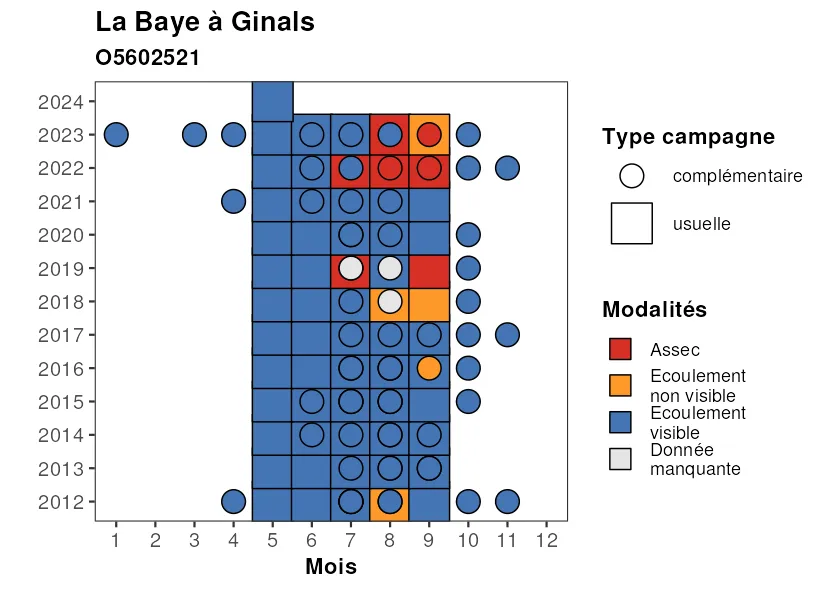 La Baye à Ginals
O5602521
2024
2023
2022
2021
2020
2019
2018
2017
2016
2015
2014
2013
2012
1 2 3 4 5 6 7 8 9 10 11 12
Mois
Type campagne
complémentaire
usuelle
Modalités
Assec
Ecoulement
non visible
Ecoulement
visible
Donnée
manquante